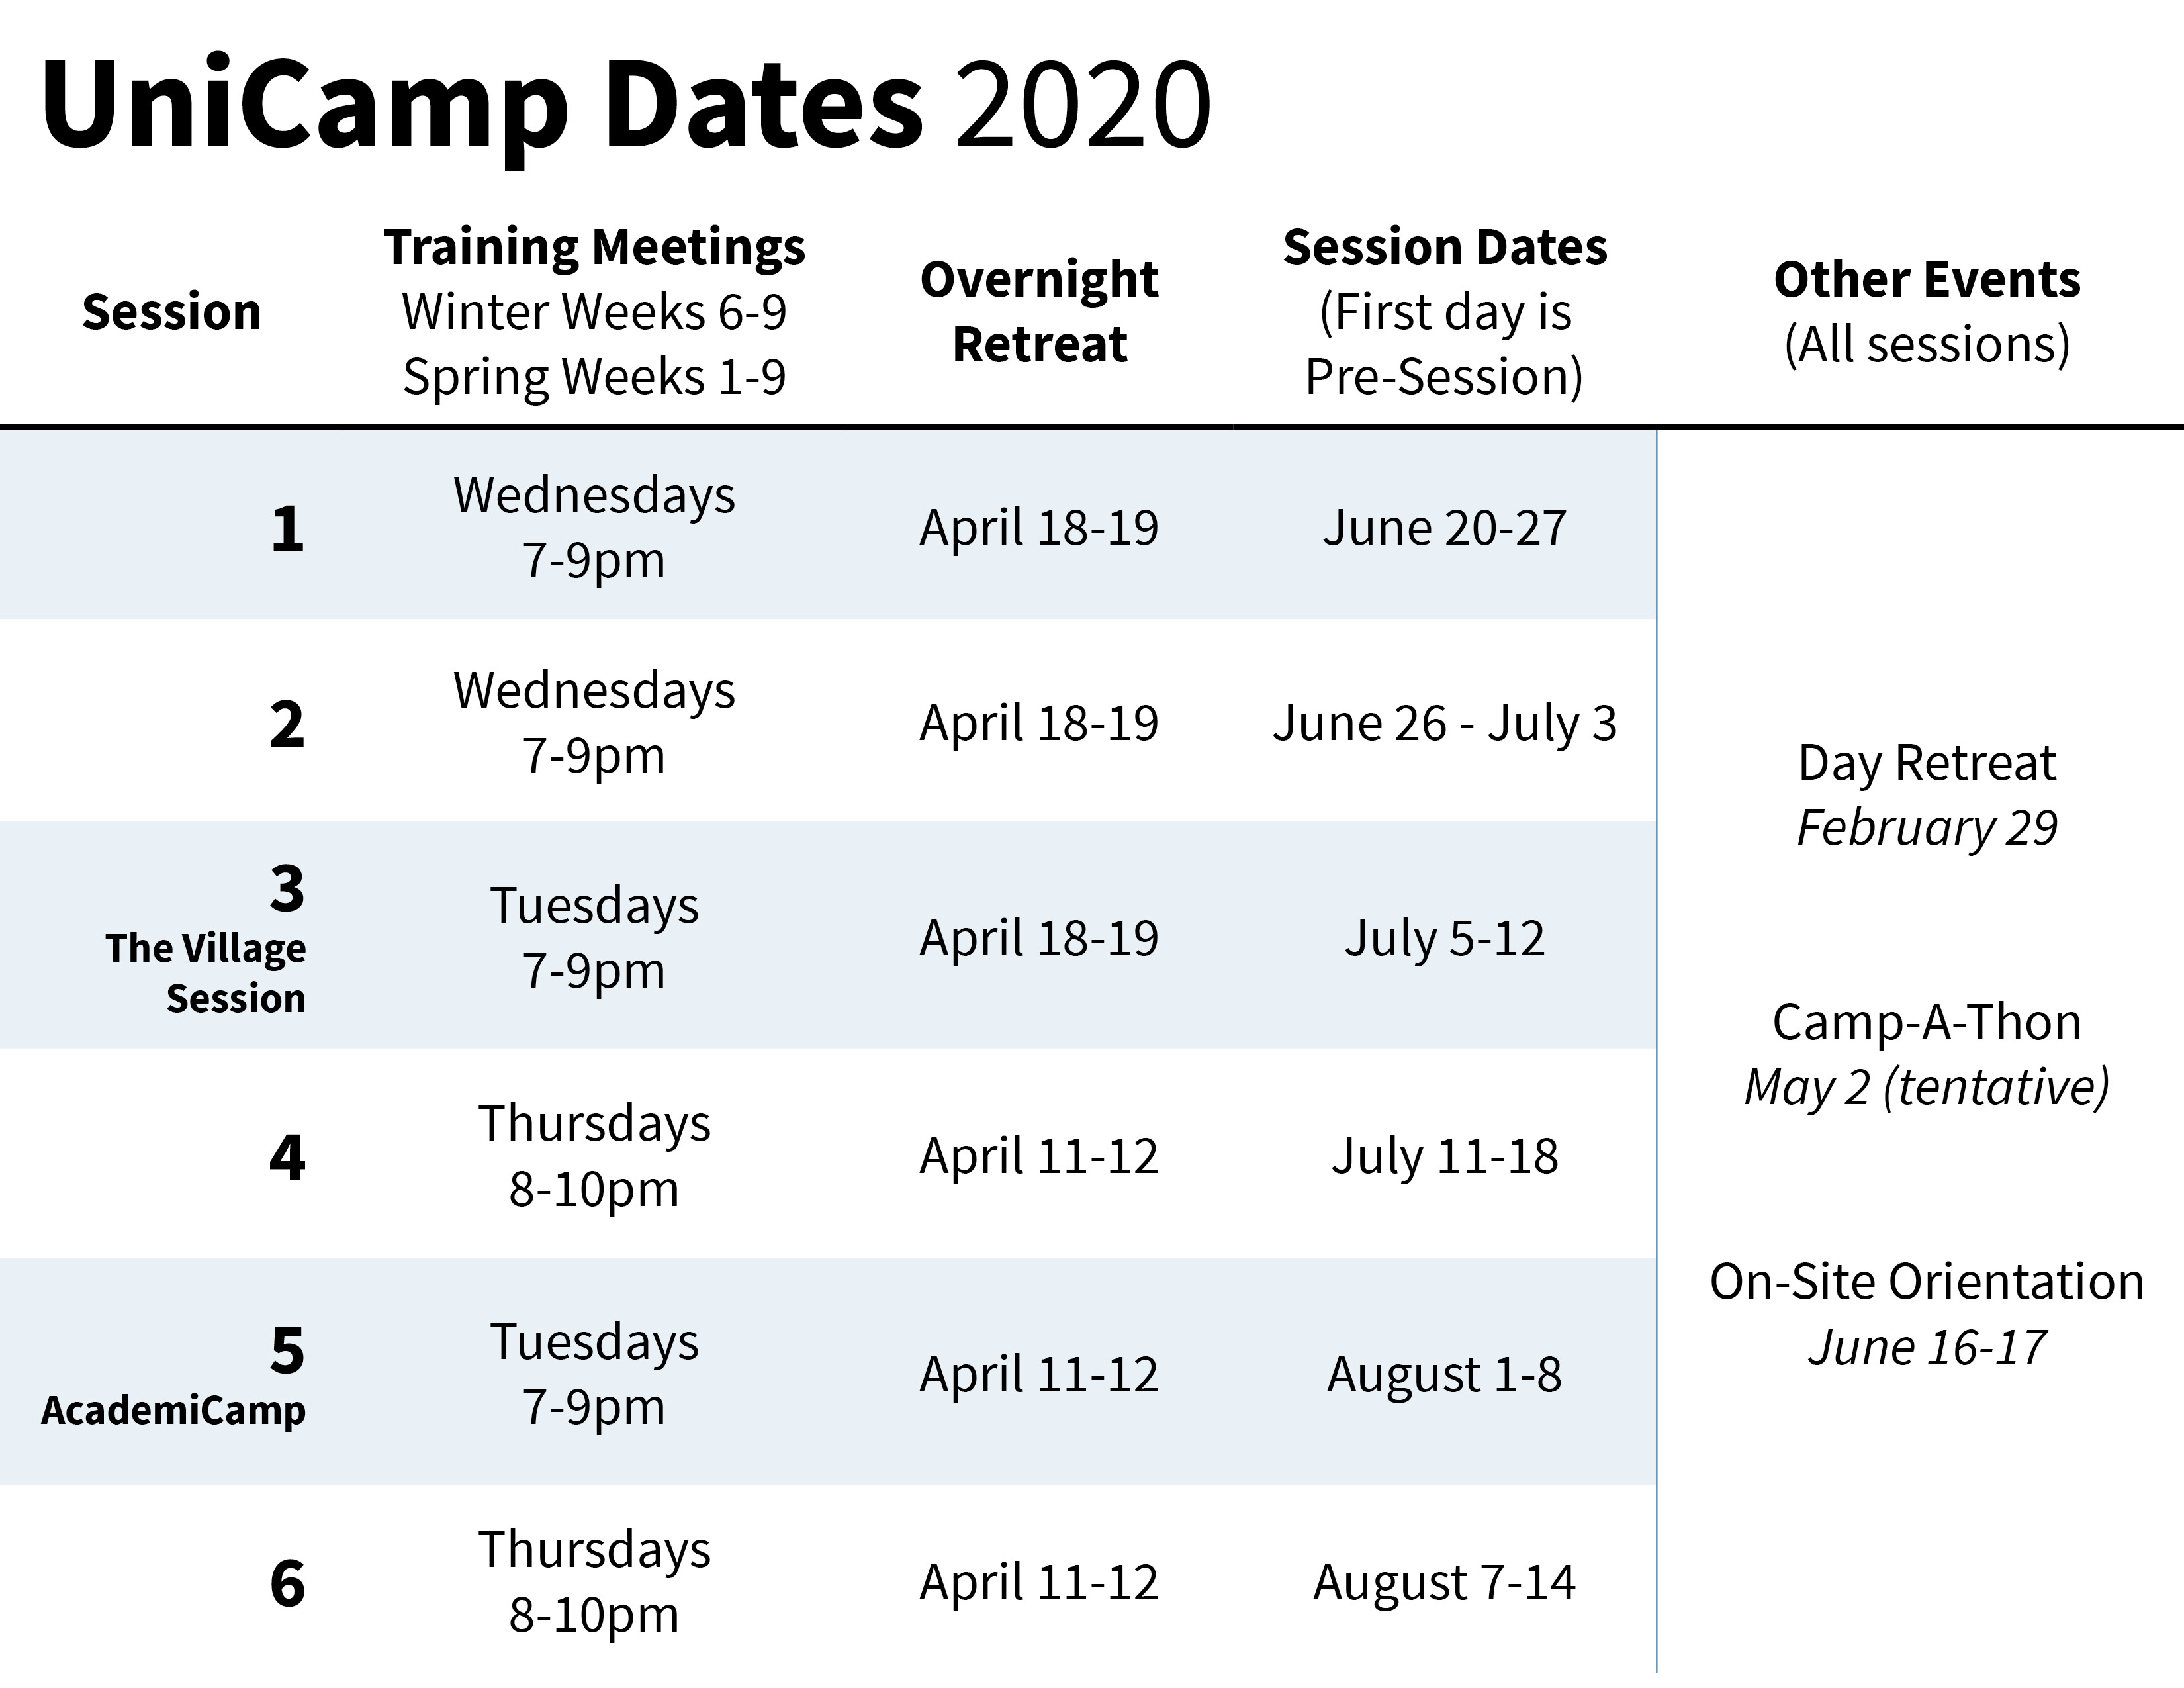 UniCamp Dates 2020
Session
Training Meetings
Winter Weeks 6-9
Spring Weeks 1-9
Overnight
Retreat
Session Dates
(First day is
Pre-Session)
Other Events
(All sessions)
1
Wednesdays
7-9pm
April 18-19
June 20-27
2
Wednesdays
7-9pm
April 18-19
June 26 - July 3
3
The Village
Session
Tuesdays
7-9pm
April 18-19
July 5-12
4
Thursdays
8-10pm
April 11-12
July 11-18
5
AcademiCamp
Tuesdays
7-9pm
April 11-12
August 1-8
6
Thursdays
8-10pm
April 11-12
August 7-14
Day Retreat
February 29
Camp-A-Thon
May 2 (tentative)
On-Site Orientation
June 16-17